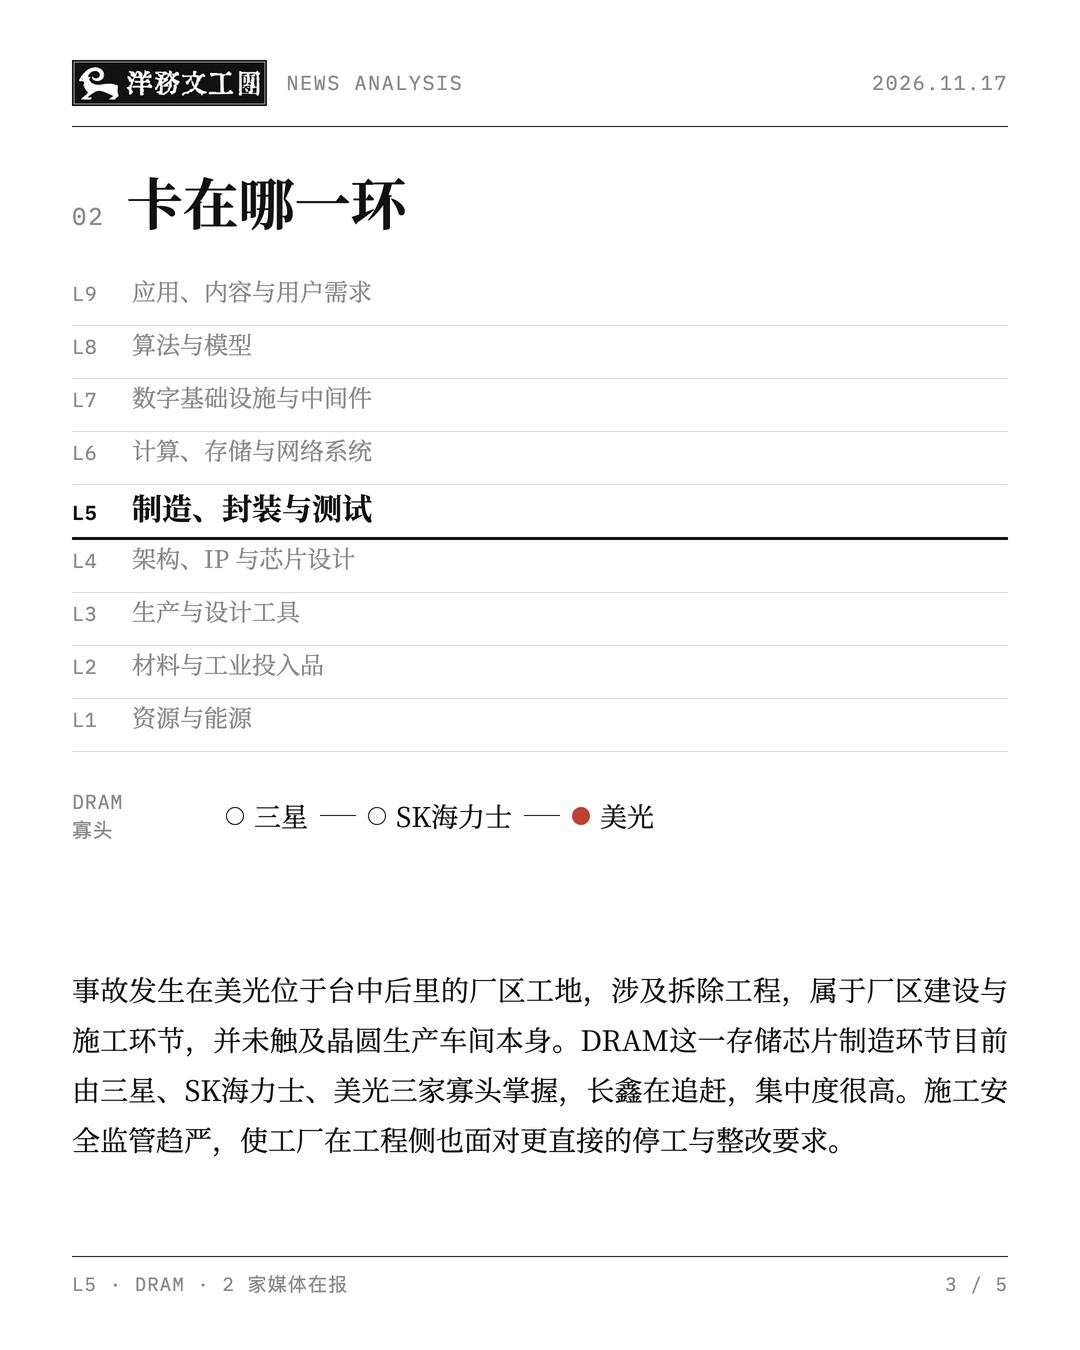 洋務文工團 NEWS ANALYSIS 2026.11.17
02 卡在哪一环
L9 应用、内容与用户需求
L8 算法与模型
L7 数字基础设施与中间件
L6 计算、存储与网络系统
L5 制造、封装与测试
L4 架构、IP 与芯片设计
L3 生产与设计工具
L2 材料与工业投入品
L1 资源与能源
DRAM
寡头
三星 SK海力士 美光
事故发生在美光位于台中后里的厂区工地，涉及拆除工程，属于厂区建设与
施工环节，并未触及晶圆生产车间本身。DRAM这一存储芯片制造环节目前
由三星、SK海力士、美光三家寡头掌握，长鑫在追赶，集中度很高。施工安
全监管趋严，使工厂在工程侧也面对更直接的停工与整改要求。
L5 · DRAM · 2 家媒体在报 3 / 5